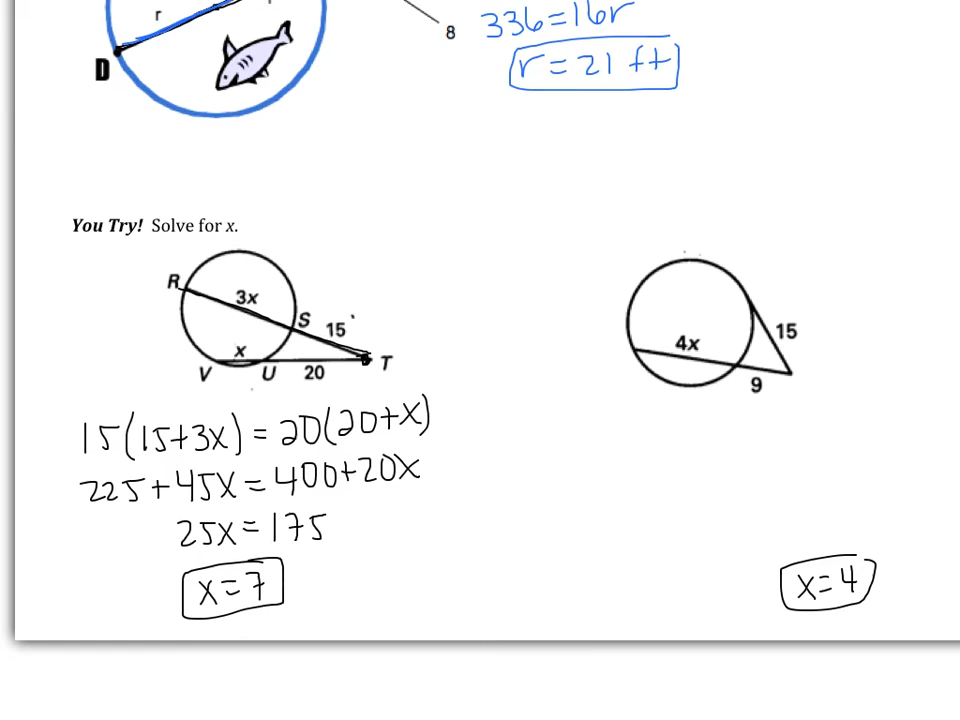 r
D
8
336=16r
r=21 ft
You Try! Solve for x.
R
3x
S
15
x
V
U
20
T
15(15+3x)=20(20+x)
225+45x=400+20x
25x=175
x=7
15
4x
9
x=4